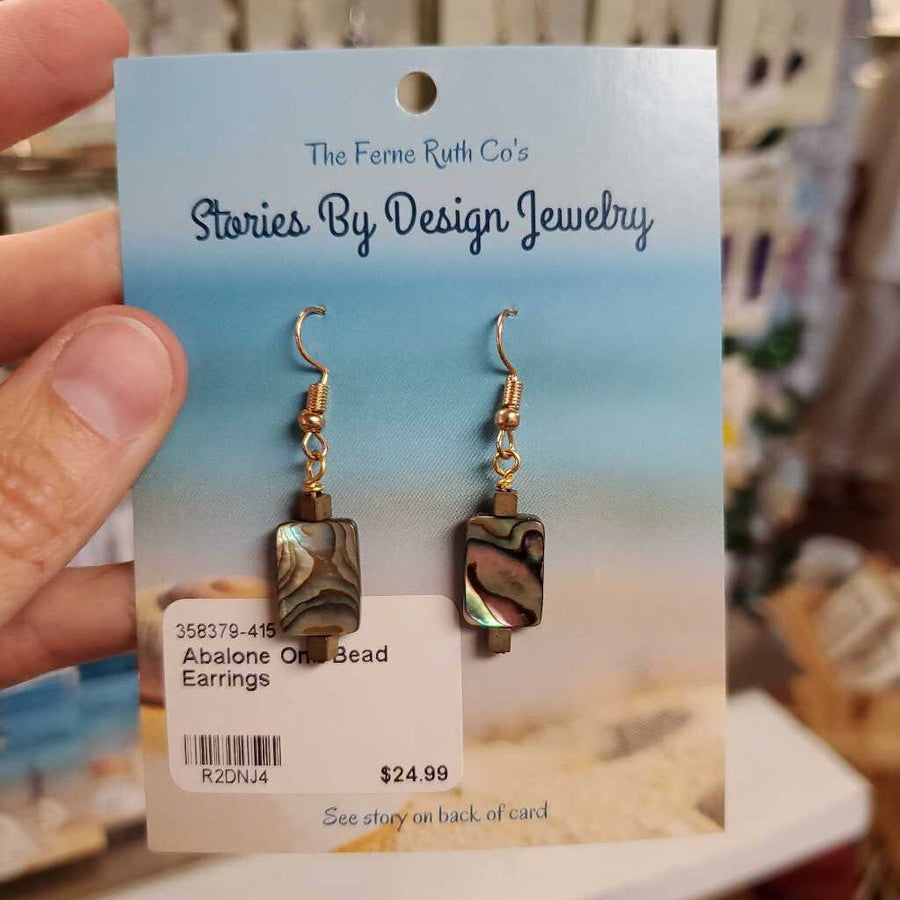 The Ferne Ruth Co's
Stories By Design Jewelry
358379-415
Abalone On Bead
Earrings
R2DNJ4
$24.99
See story on back of card